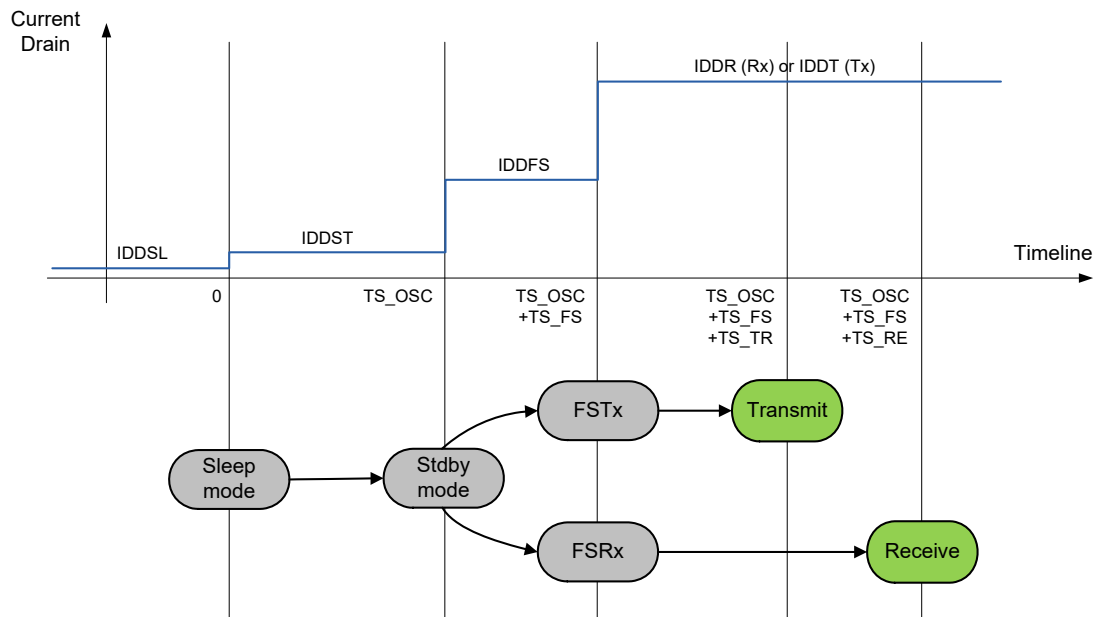 Current
Drain
IDDR (Rx) or IDDT (Tx)
IDDFS
IDDST
IDDSL
Timeline
0
TS_OSC
TS_OSC
+TS_FS
TS_OSC
+TS_FS
+TS_TR
TS_OSC
+TS_FS
+TS_RE
FSTx
Transmit
Sleep
mode
Stdby
mode
FSRx
Receive